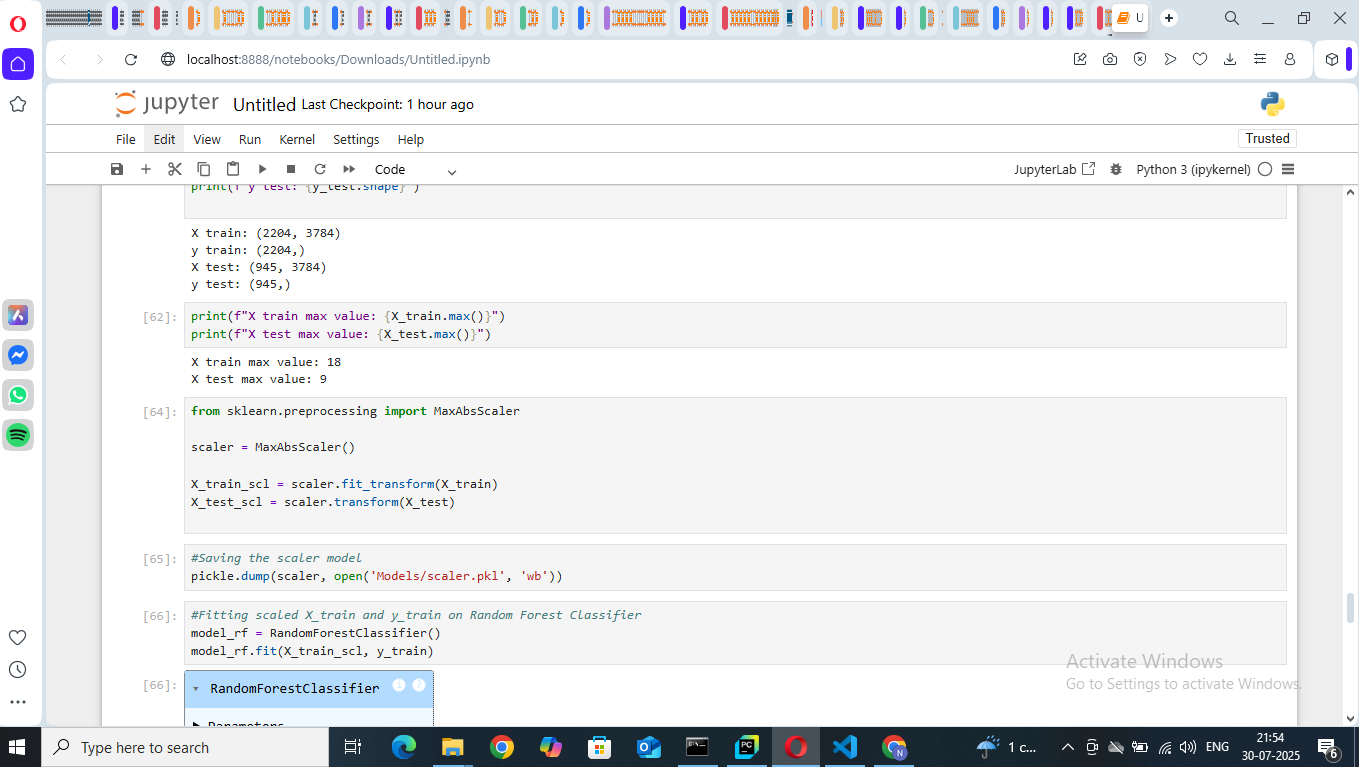 U
localhost:8888/notebooks/Downloads/Untitled.ipynb
jupyter Untitled Last Checkpoint: 1 hour ago
File Edit View Run Kernel Settings Help
Trusted
Code
JupyterLab
Python 3 (ipykernel)
print(f"y test: {y_test.shape}")
X train: (2204, 3784)
y train: (2204,)
X test: (945, 3784)
y test: (945,)
[62]:
print(f"X train max value: {X_train.max()}")
print(f"X test max value: {X_test.max()}")
X train max value: 18
X test max value: 9
[64]:
from sklearn.preprocessing import MaxAbsScaler
scaler = MaxAbsScaler()
X_train_scl = scaler.fit_transform(X_train)
X_test_scl = scaler.transform(X_test)
[65]:
#Saving the scaler model
pickle.dump(scaler, open('Models/scaler.pkl', 'wb'))
[66]:
#Fitting scaled X_train and y_train on Random Forest Classifier
model_rf = RandomForestClassifier()
model_rf.fit(X_train_scl, y_train)
[66]:
RandomForestClassifier i ?
Parameters
Activate Windows
Go to Settings to activate Windows.
Type here to search
PC
N
1 c...
ENG
21:54
30-07-2025
6